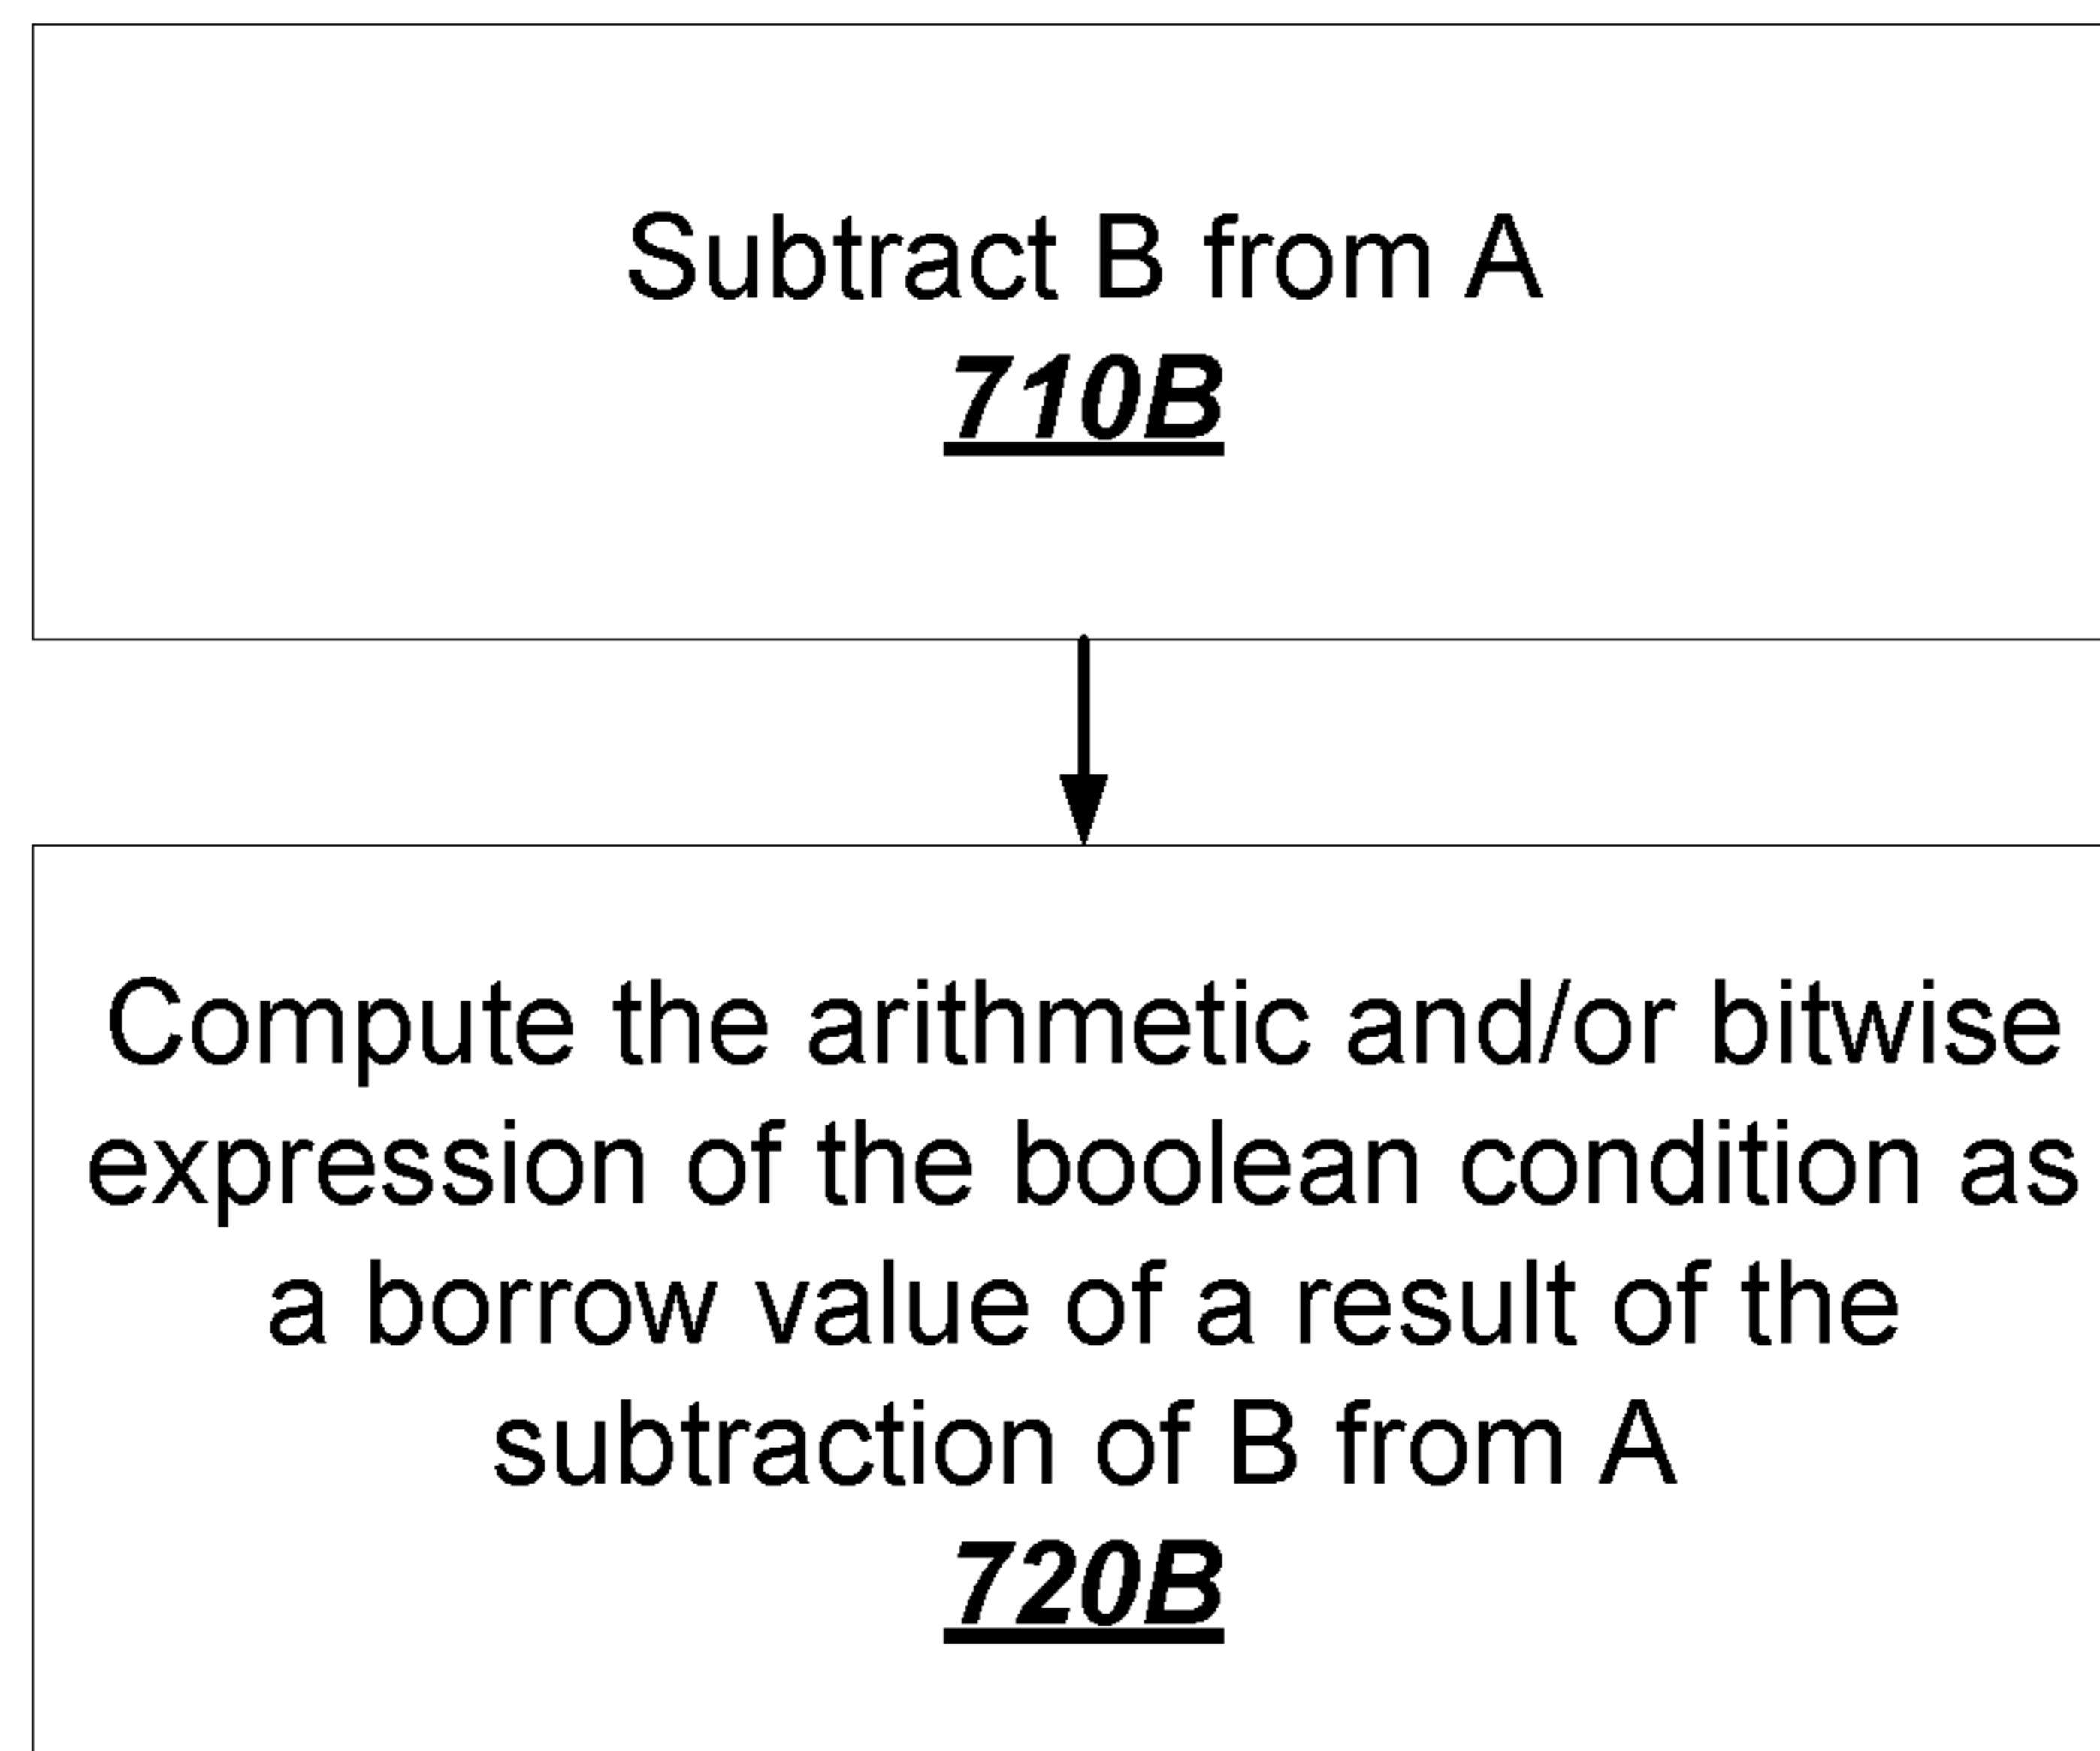 Subtract B from A
710B
Compute the arithmetic and/or bitwise
expression of the boolean condition as
a borrow value of a result of the
subtraction of B from A
720B